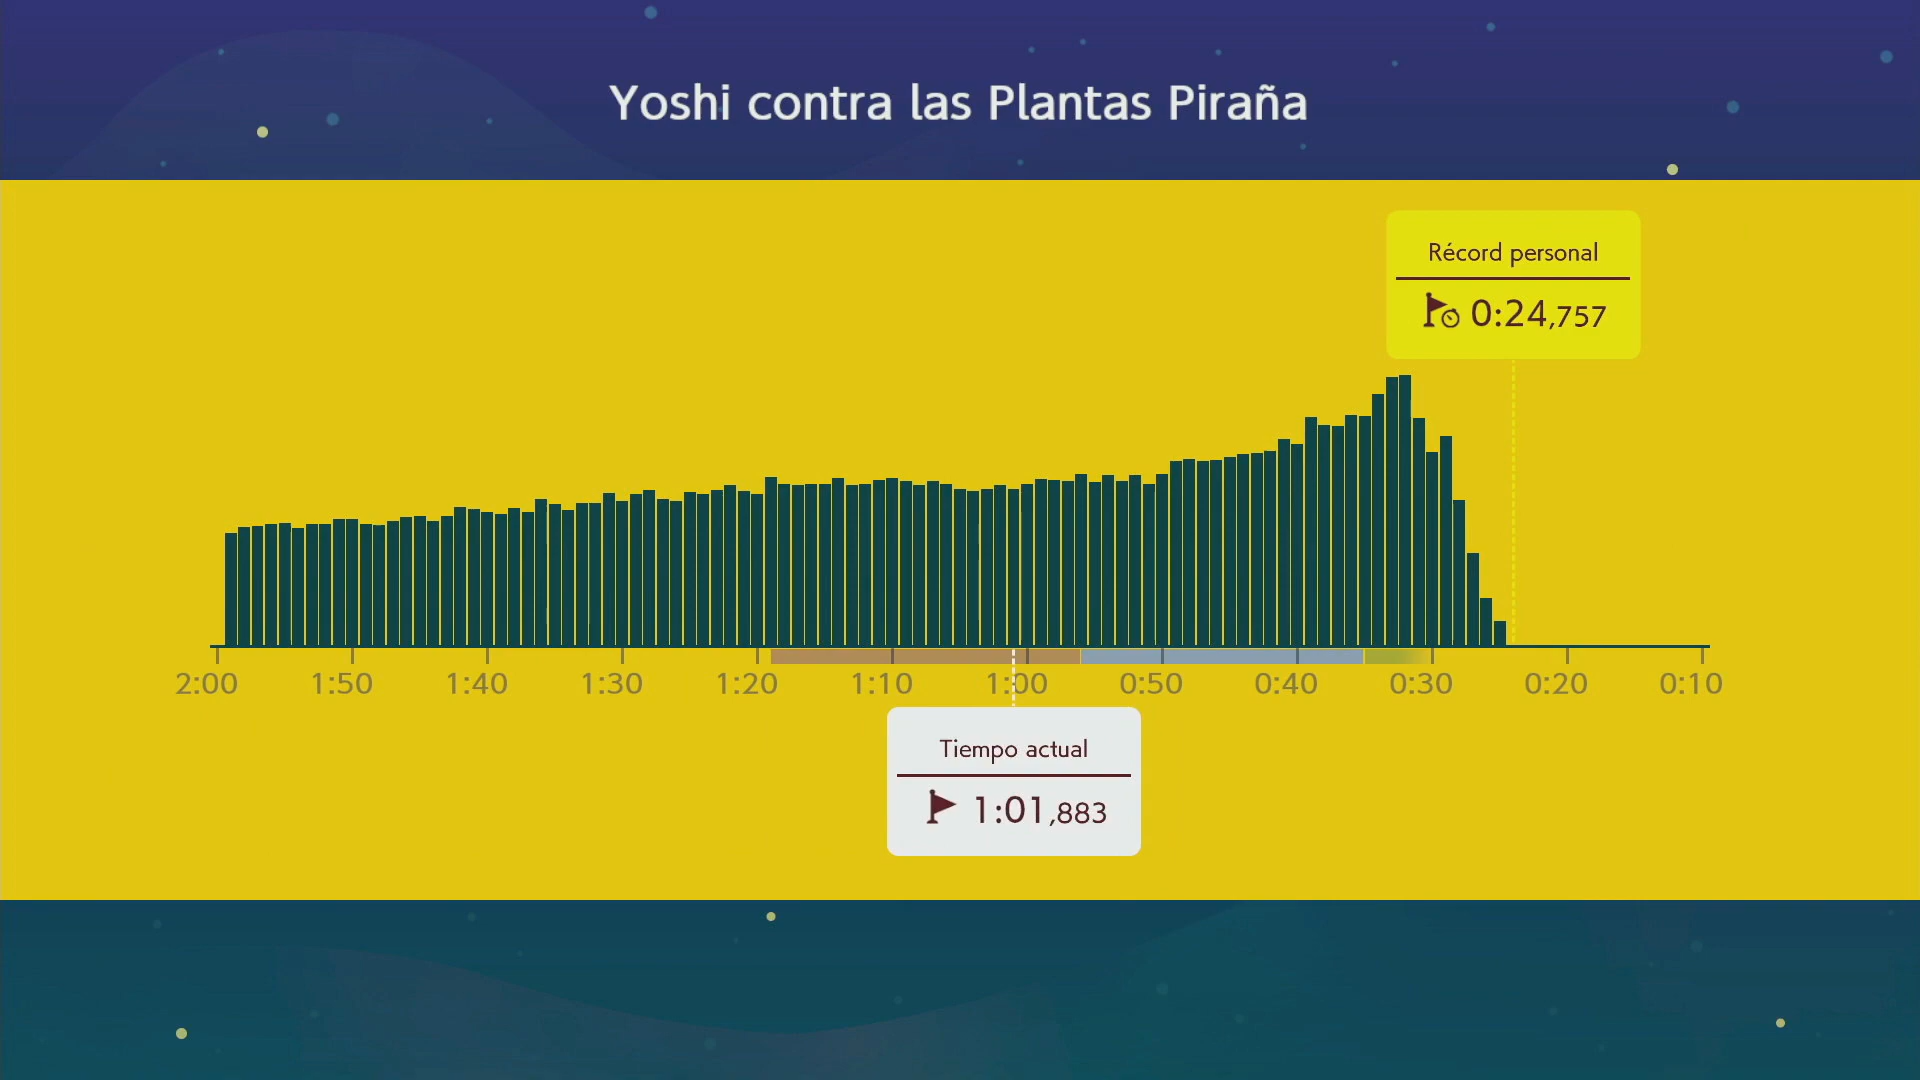 Yoshi contra las Plantas Piraña
Récord personal
0:24,757
2:00 1:50 1:40 1:30 1:20 1:10 1:00 0:50 0:40 0:30 0:20 0:10
Tiempo actual
1:01,883